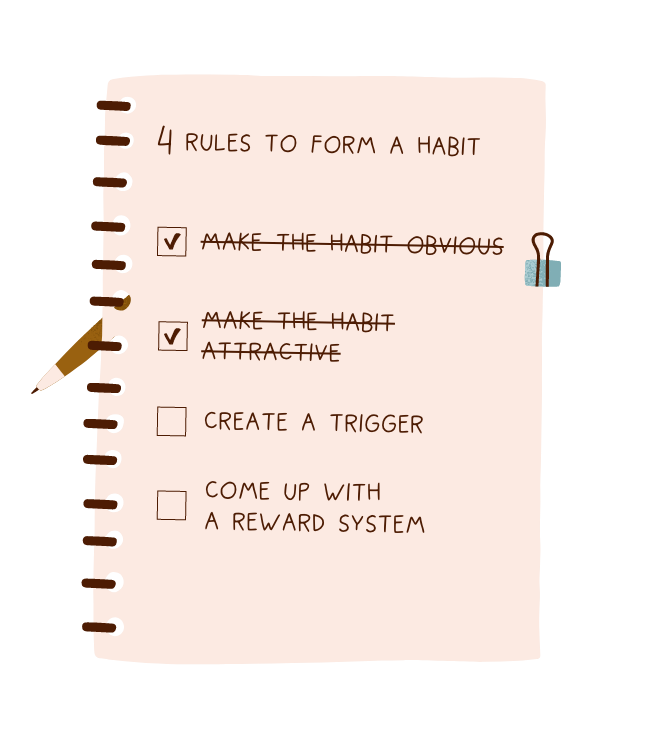 4 RULES TO FORM A HABIT
MAKE THE HABIT OBVIOUS
MAKE THE HABIT
ATTRACTIVE
CREATE A TRIGGER
COME UP WITH
A REWARD SYSTEM